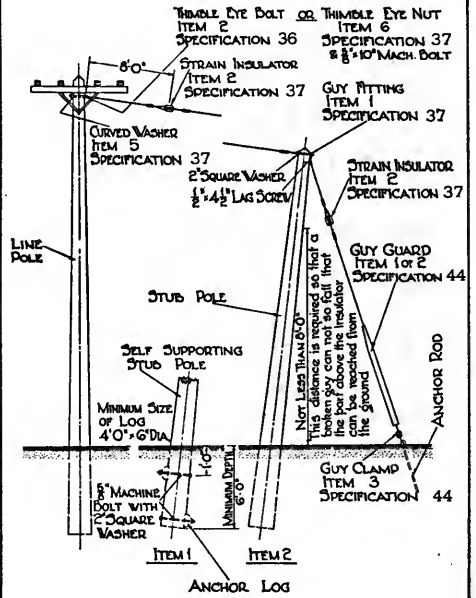 THIMBLE EYE BOLT OR THIMBLE EYE NUT
ITEM 2
SPECIFICATION 36
ITEM 6
SPECIFICATION 37
& 5/8"x10" MACH. BOLT
8'-0"
STRAIN INSULATOR
ITEM 2
SPECIFICATION 37
GUY FITTING
ITEM 1
SPECIFICATION 37
CURVED WASHER
ITEM 5
SPECIFICATION 37
2" SQUARE WASHER
1/2"x4 1/2" LAG SCREW
STRAIN INSULATOR
ITEM 2
SPECIFICATION 37
LINE
POLE
GUY GUARD
ITEM 1 or 2
SPECIFICATION 44
STUB POLE
NOT LESS THAN 8'-0"
This distance is required so that a
broken guy can not so fall that
the part above the insulator
can be reached from
the ground
ANCHOR ROD
SELF SUPPORTING
STUB POLE
MINIMUM SIZE
OF LOG
4'0"x6" DIA.
1'-0"
MINIMUM DEPTH
6'-0"
5/8" MACHINE
BOLT WITH
2" SQUARE
WASHER
GUY CLAMP
ITEM 3
SPECIFICATION 44
ITEM 1
ITEM 2
ANCHOR LOG